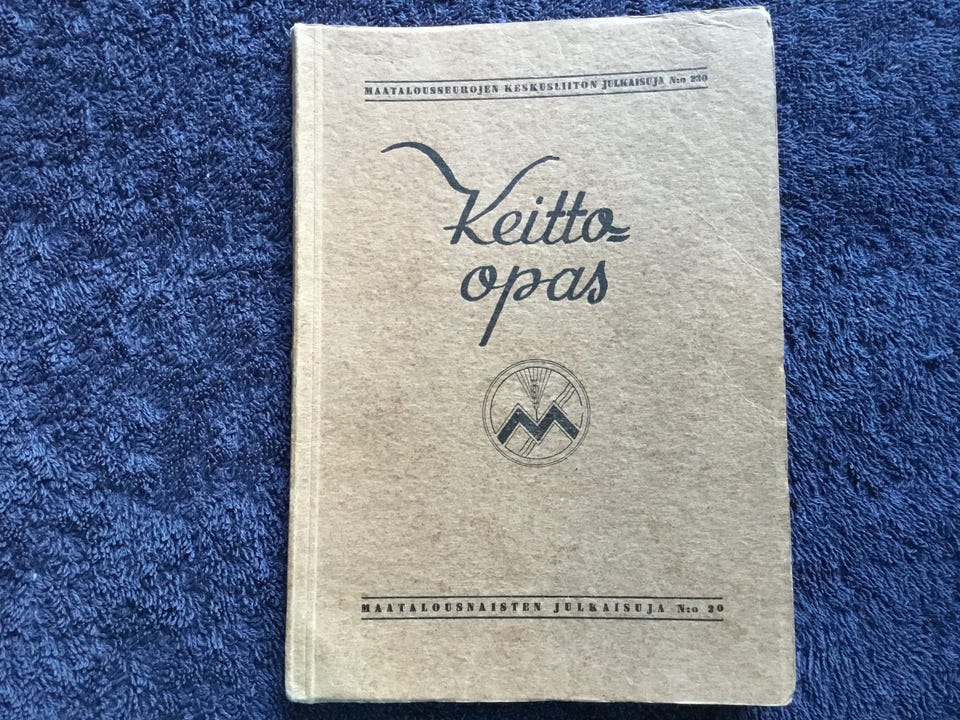 MAATALOUSSEUROJEN KESKUSLIITON JULKAISUJA N:o 230
Keitto-
opas
M
MAATALOUSNAISTEN JULKAISUJA N:o 20